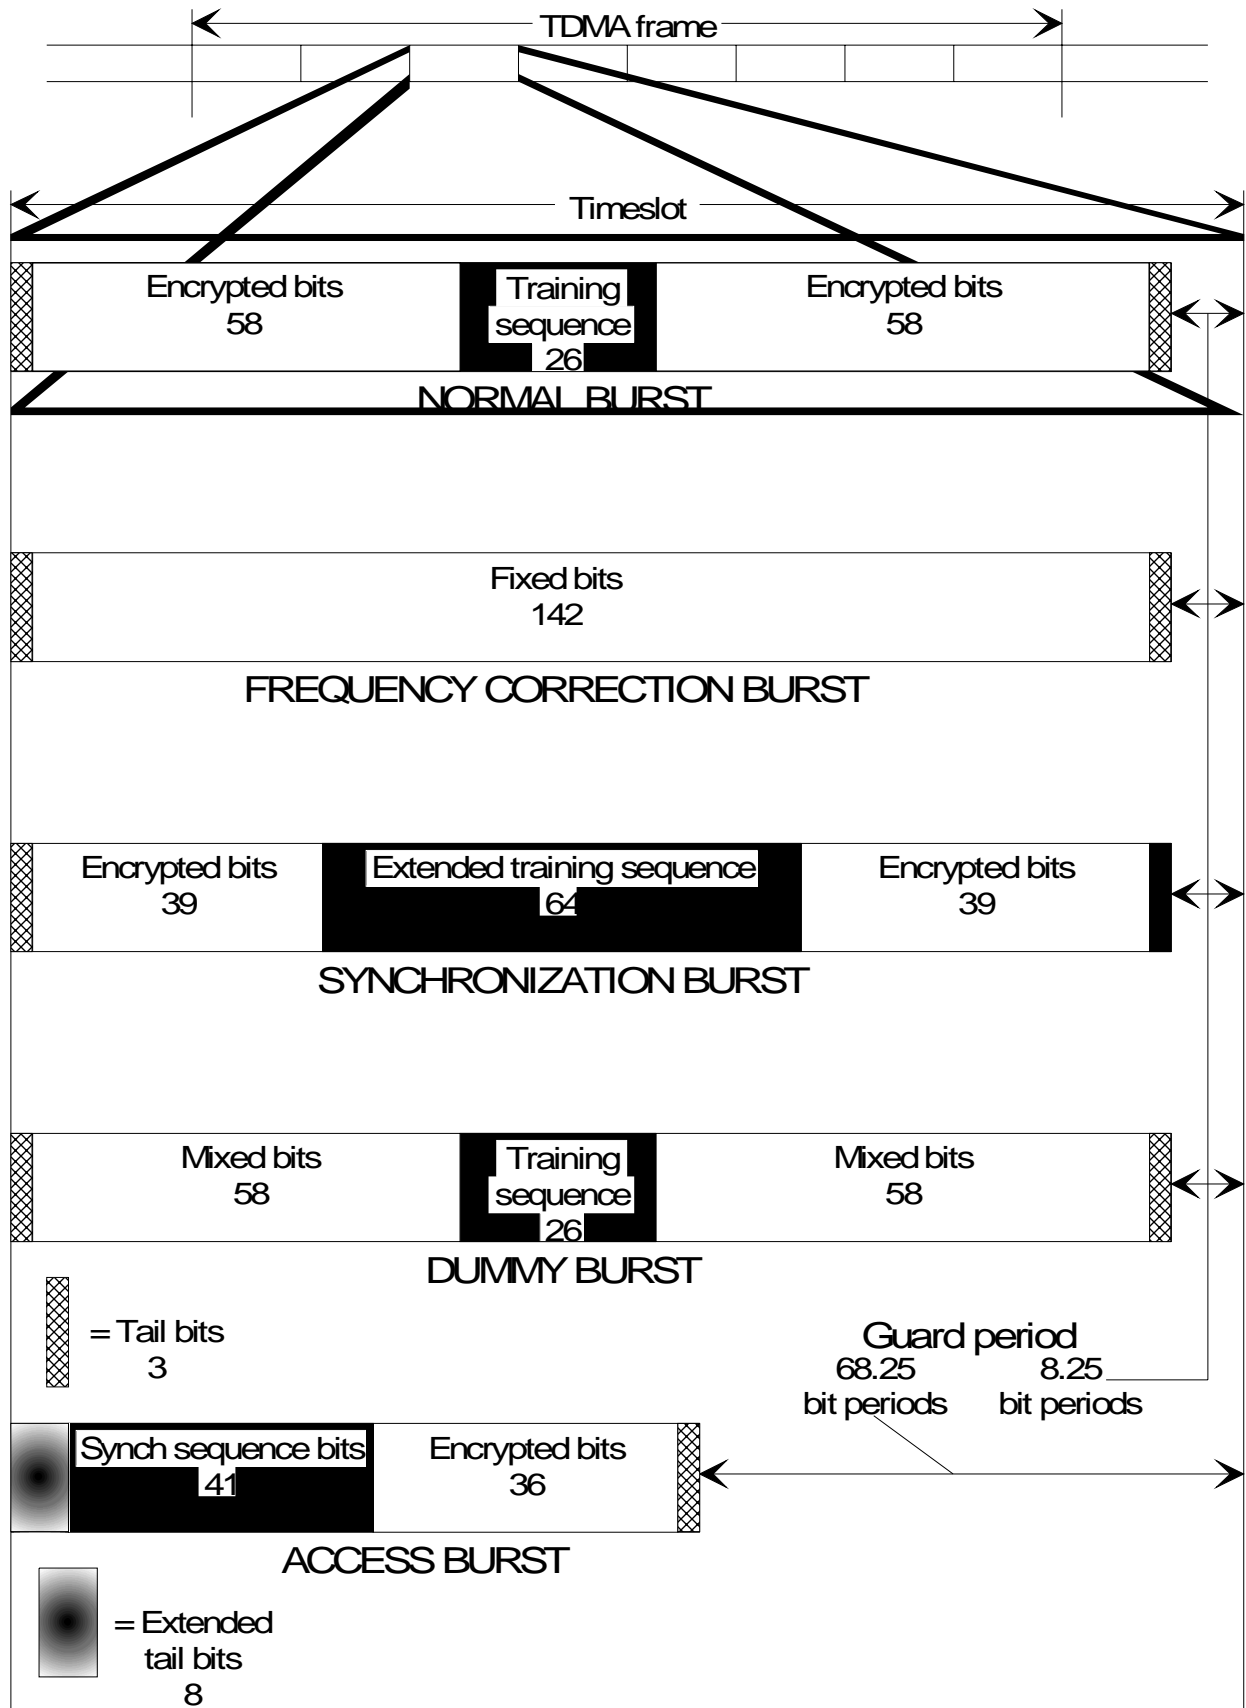 TDMA frame
Timeslot
Encrypted bits
58
Training
sequence
26
Encrypted bits
58
NORMAL BURST
Fixed bits
142
FREQUENCY CORRECTION BURST
Encrypted bits
39
Extended training sequence
64
Encrypted bits
39
SYNCHRONIZATION BURST
Mixed bits
58
Training
sequence
26
Mixed bits
58
DUMMY BURST
= Tail bits
3
Guard period
68.25
bit periods
8.25
bit periods
Synch sequence bits
41
Encrypted bits
36
ACCESS BURST
= Extended
tail bits
8